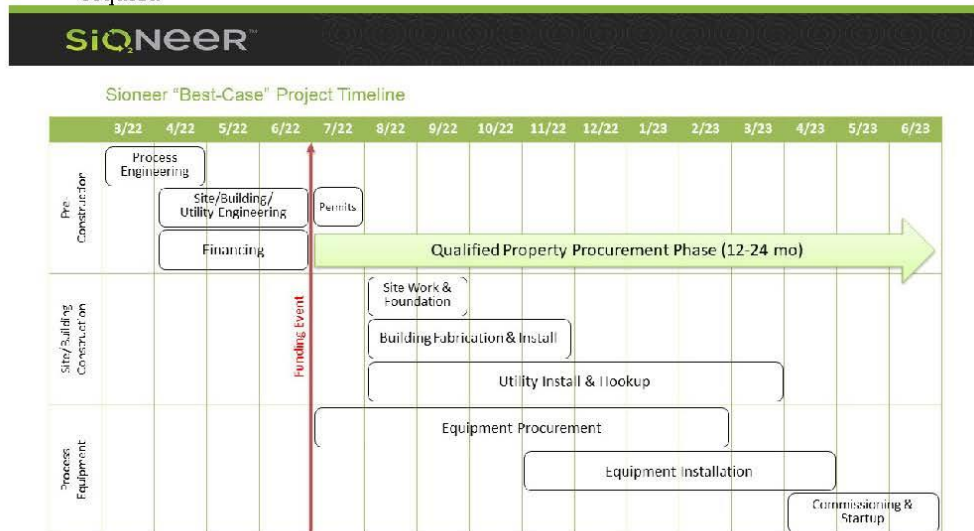 SiO2NeeR™
Sioneer "Best-Case" Project Timeline
3/22 4/22 5/22 6/22 7/22 8/22 9/22 10/22 11/22 12/22 1/23 2/23 3/23 4/23 5/23 6/23
Pre
Construction
Process
Engineering
Site/Building/
Utility Engineering
Permits
Financing
Qualified Property Procurement Phase (12-24 mo)
Funding Event
Site/Building
Construction
Site Work &
Foundation
Building Fabrication & Install
Utility Install & Hookup
Process
Equipment
Equipment Procurement
Equipment Installation
Commissioning &
Startup